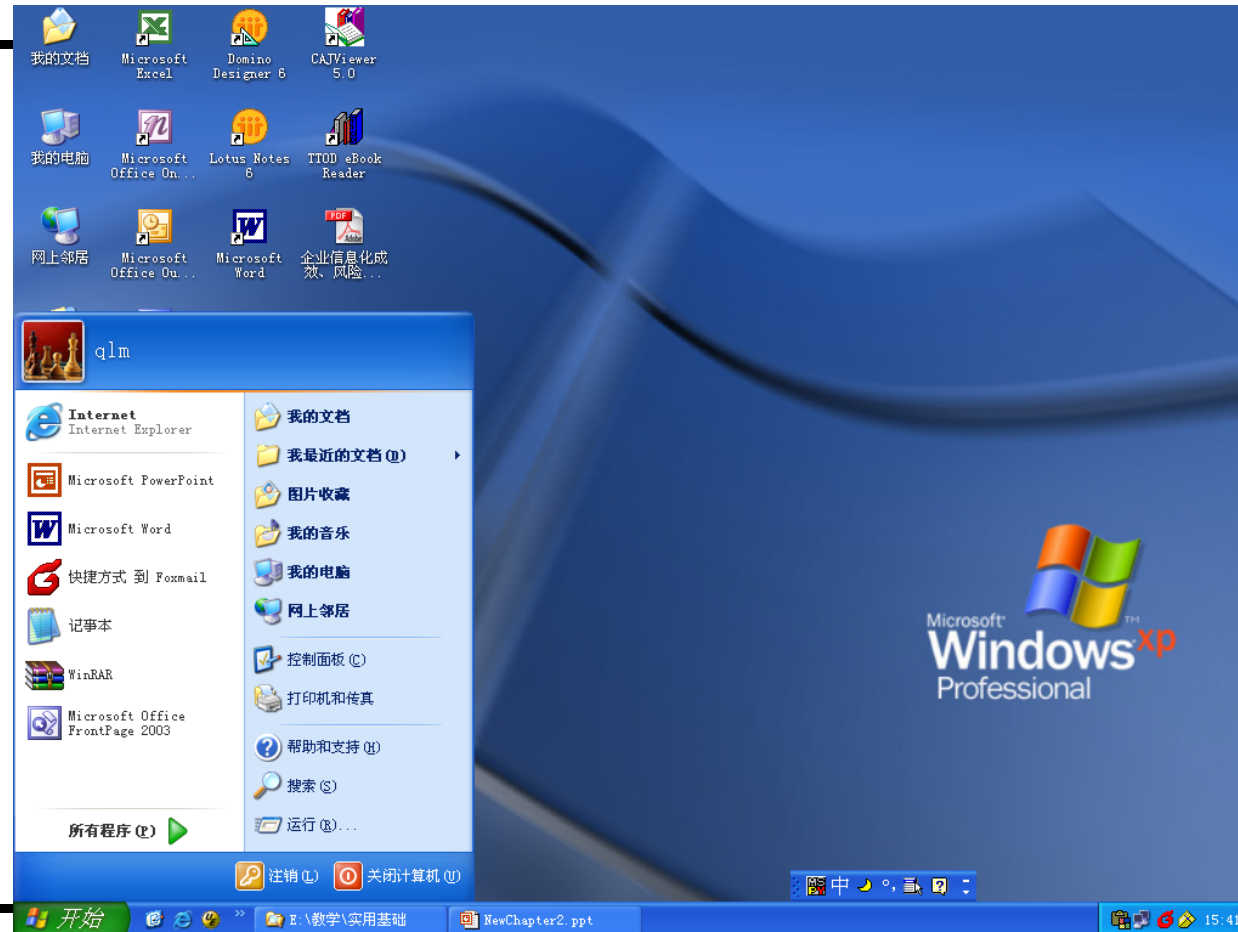 我的文档
Microsoft
Excel
Domino
Designer 6
CAJViewer
5.0
我的电脑
Microsoft
Office On...
Lotus Notes
6
TTOD eBook
Reader
网上邻居
Microsoft
Office Ou...
Microsoft
Word
PDF
Adobe
企业信息化成
效、风险...
qlm
Internet
Internet Explorer
Microsoft PowerPoint
Microsoft Word
快捷方式 到 Foxmail
记事本
WinRAR
Microsoft Office
FrontPage 2003
所有程序(P)
我的文档
我最近的文档(D)
图片收藏
我的音乐
我的电脑
网上邻居
控制面板(C)
打印机和传真
帮助和支持(H)
搜索(S)
运行(R)...
注销(L)
关闭计算机(U)
Microsoft
Windows xp
Professional
TM
中
开始
E:\教学\实用基础
NewChapter2.ppt
15:41